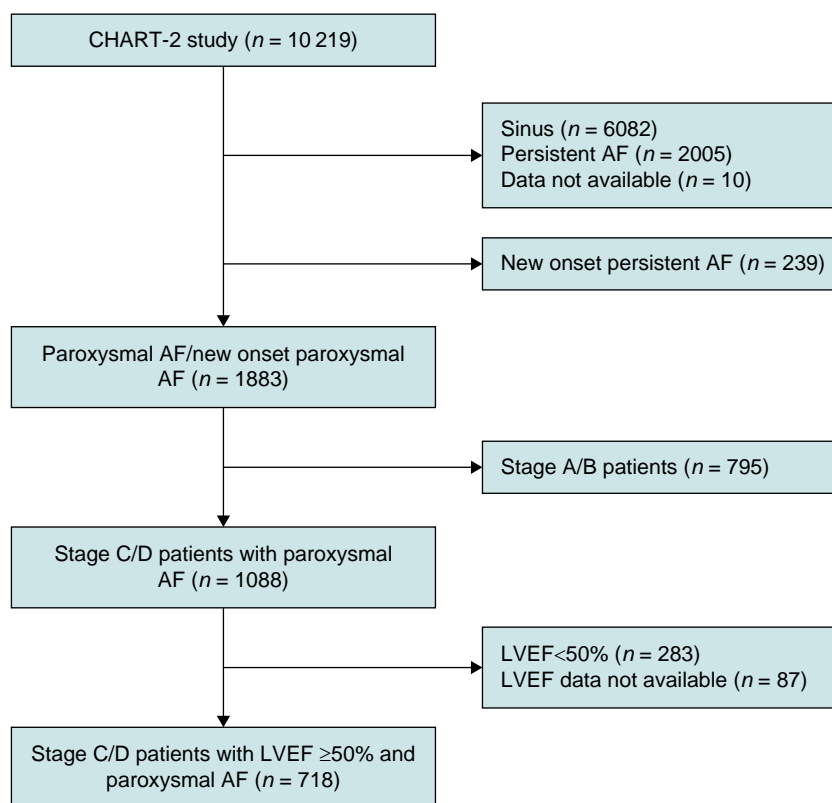 CHART-2 study (n = 10 219)
Sinus (n = 6082)
Persistent AF (n = 2005)
Data not available (n = 10)
New onset persistent AF (n = 239)
Paroxysmal AF/new onset paroxysmal
AF (n = 1883)
Stage A/B patients (n = 795)
Stage C/D patients with paroxysmal
AF (n = 1088)
LVEF<50% (n = 283)
LVEF data not available (n = 87)
Stage C/D patients with LVEF ≥50% and
paroxysmal AF (n = 718)